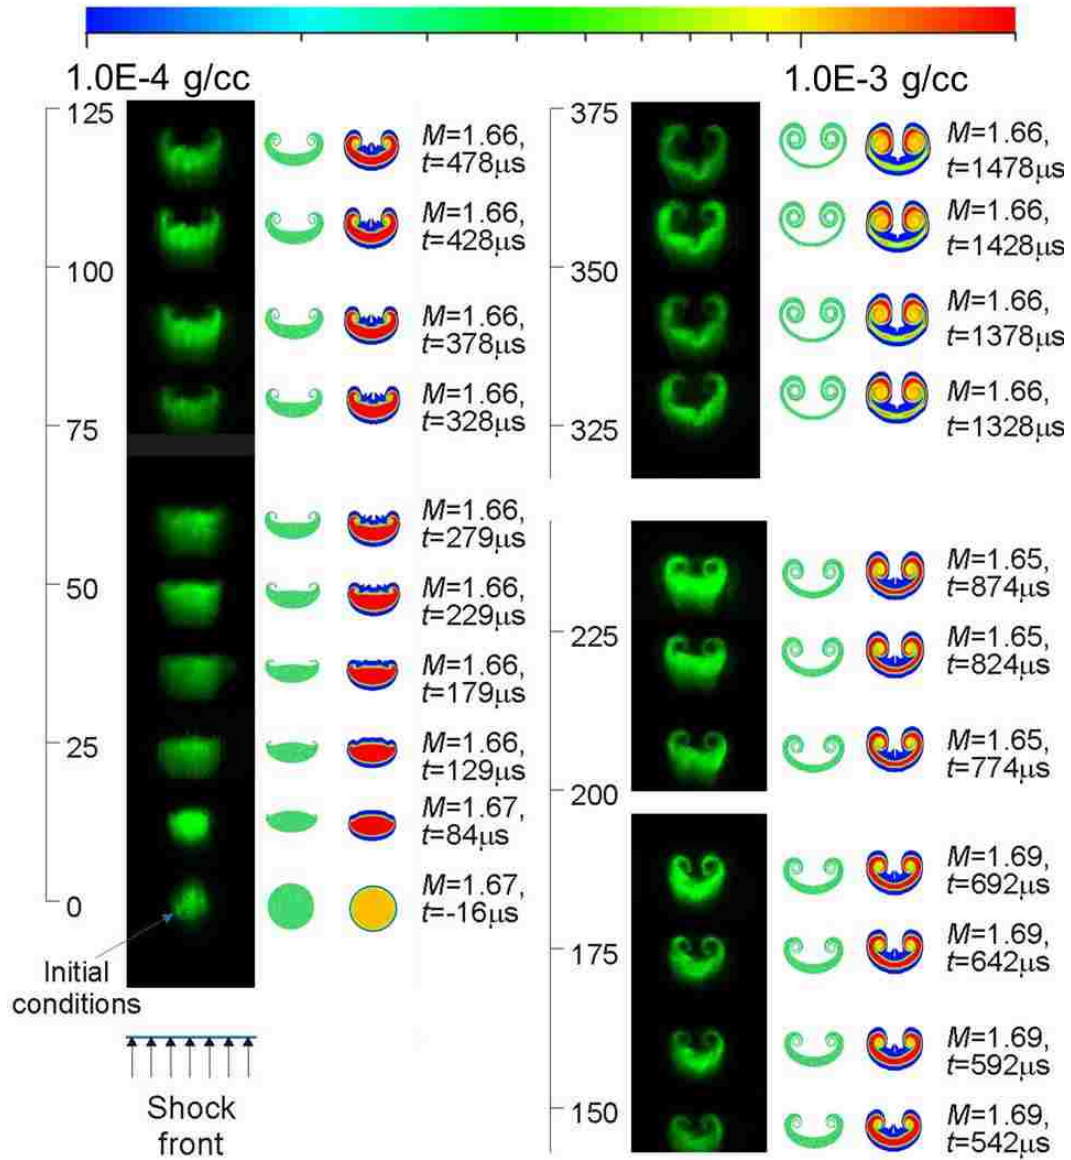 1.0E-4 g/cc
1.0E-3 g/cc
125
100
75
50
25
0
M=1.66,
t=478μs
M=1.66,
t=428μs
M=1.66,
t=378μs
M=1.66,
t=328μs
M=1.66,
t=279μs
M=1.66,
t=229μs
M=1.66,
t=179μs
M=1.66,
t=129μs
M=1.67,
t=84μs
M=1.67,
t=-16μs
Initial
conditions
Shock
front
375
350
325
M=1.66,
t=1478μs
M=1.66,
t=1428μs
M=1.66,
t=1378μs
M=1.66,
t=1328μs
225
200
M=1.65,
t=874μs
M=1.65,
t=824μs
M=1.65,
t=774μs
175
150
M=1.69,
t=692μs
M=1.69,
t=642μs
M=1.69,
t=592μs
M=1.69,
t=542μs